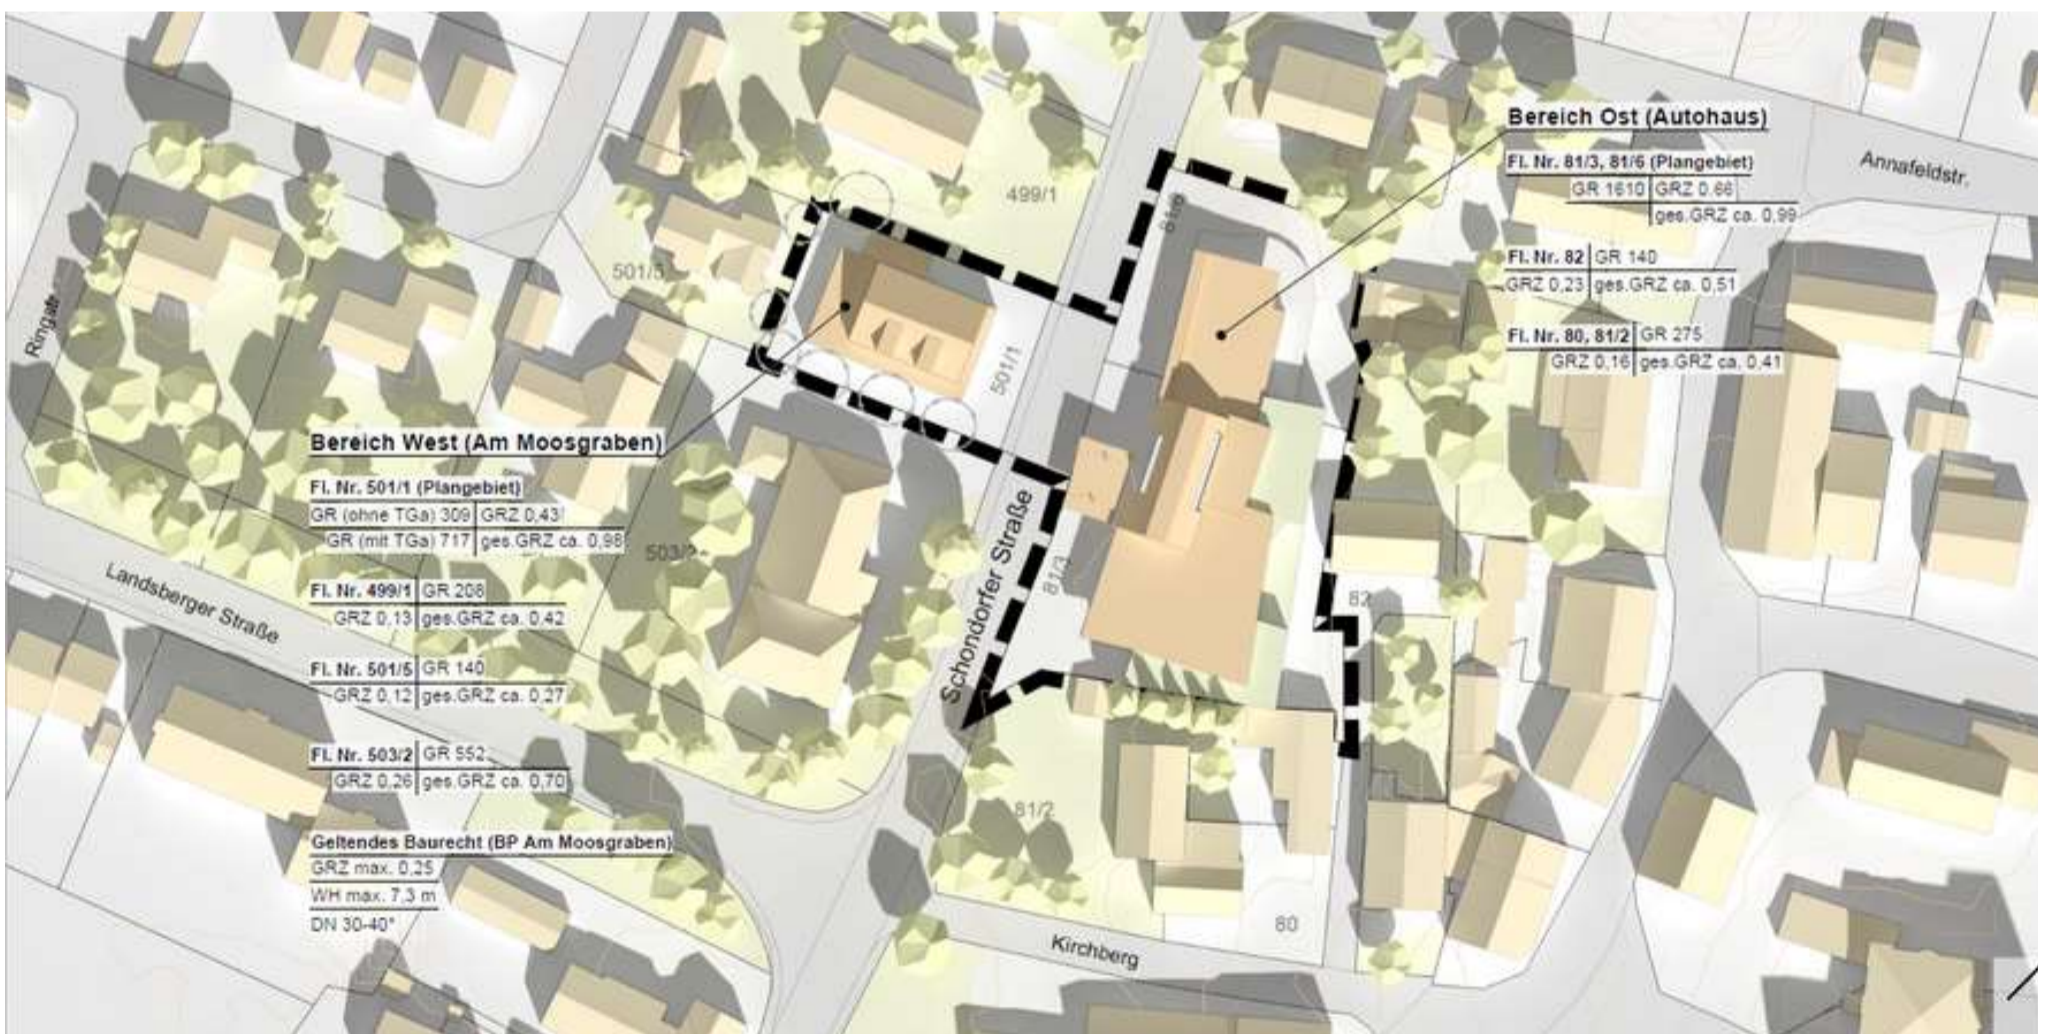 Bereich Ost (Autohaus)
Fl. Nr. 81/3, 81/6 (Plangebiet)
GR 1610 GRZ 0.66
ges.GRZ ca. 0,99
Fl. Nr. 82 GR 140
GRZ 0,23 ges.GRZ ca. 0,51
Fl. Nr. 80, 81/2 GR 275
GRZ 0,16 ges.GRZ ca. 0,41
Annafeldstr.
499/1
81/6
501/5
501/1
Ringstr.
Bereich West (Am Moosgraben)
Fl. Nr. 501/1 (Plangebiet)
GR (ohne TGa) 309 GRZ 0,43
GR (mit TGa) 717 ges.GRZ ca. 0,98
Fl. Nr. 499/1 GR 208
GRZ 0,13 ges.GRZ ca. 0,42
Fl. Nr. 501/5 GR 140
GRZ 0,12 ges.GRZ ca. 0,27
Fl. Nr. 503/2 GR 552
GRZ 0,26 ges.GRZ ca. 0,70
Geltendes Baurecht (BP Am Moosgraben)
GRZ max. 0,25
WH max. 7,3 m
DN 30-40°
503/2
Landsberger Straße
Schondorfer Straße
81/3
82
81/2
80
Kirchberg